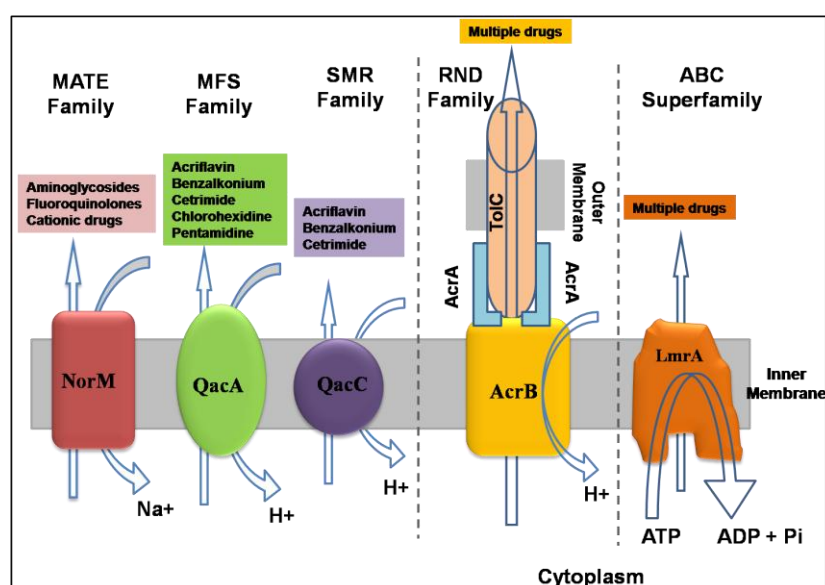 Multiple drugs
MATE
Family
MFS
Family
SMR
Family
RND
Family
ABC
Superfamily
Aminoglycosides
Fluoroquinolones
Cationic drugs
Acriflavin
Benzalkonium
Cetrimide
Chlorohexidine
Pentamidine
Acriflavin
Benzalkonium
Cetrimide
TolC
Outer
Membrane
Multiple drugs
AcrA
AcrA
NorM
QacA
QacC
AcrB
LmrA
Inner
Membrane
Na+
H+
H+
H+
ATP
ADP + Pi
Cytoplasm